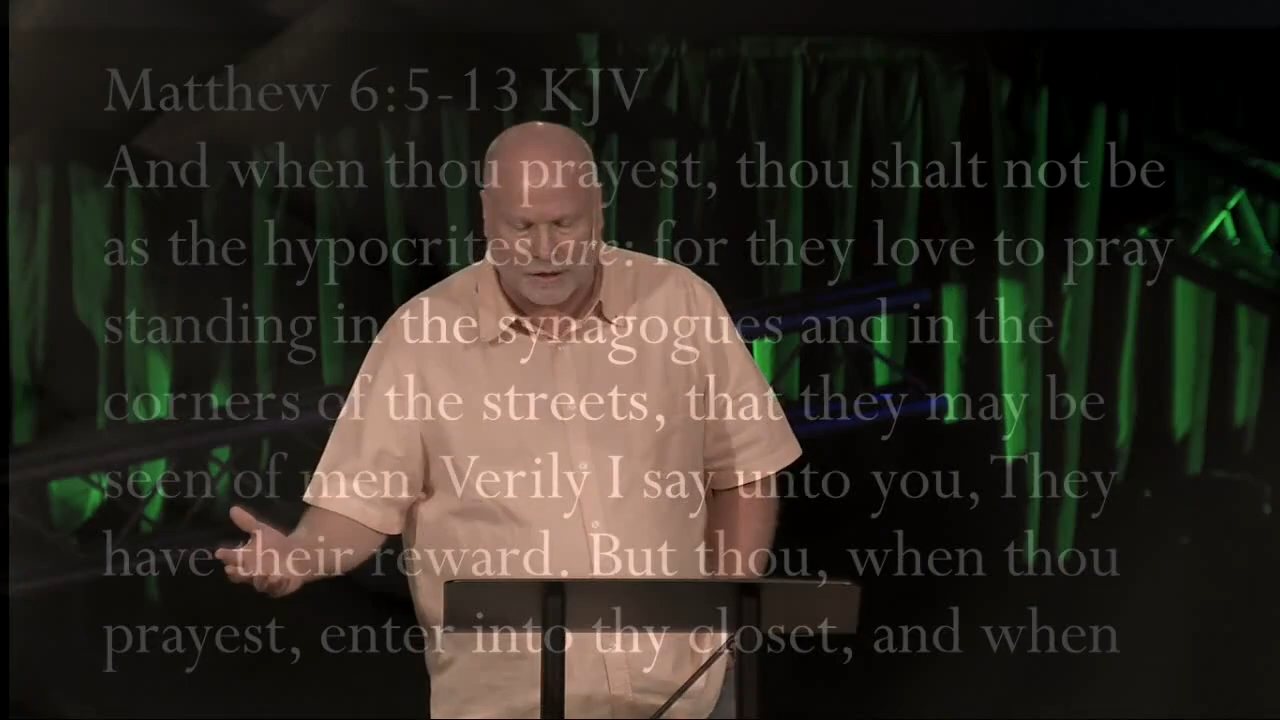 Matthew 6:5-13 KJV
And when thou prayest, thou shalt not be
as the hypocrites are: for they love to pray
standing in the synagogues and in the
corners of the streets, that they may be
seen of men. Verily I say unto you, They
have their reward. But thou, when thou
prayest, enter into thy closet, and when